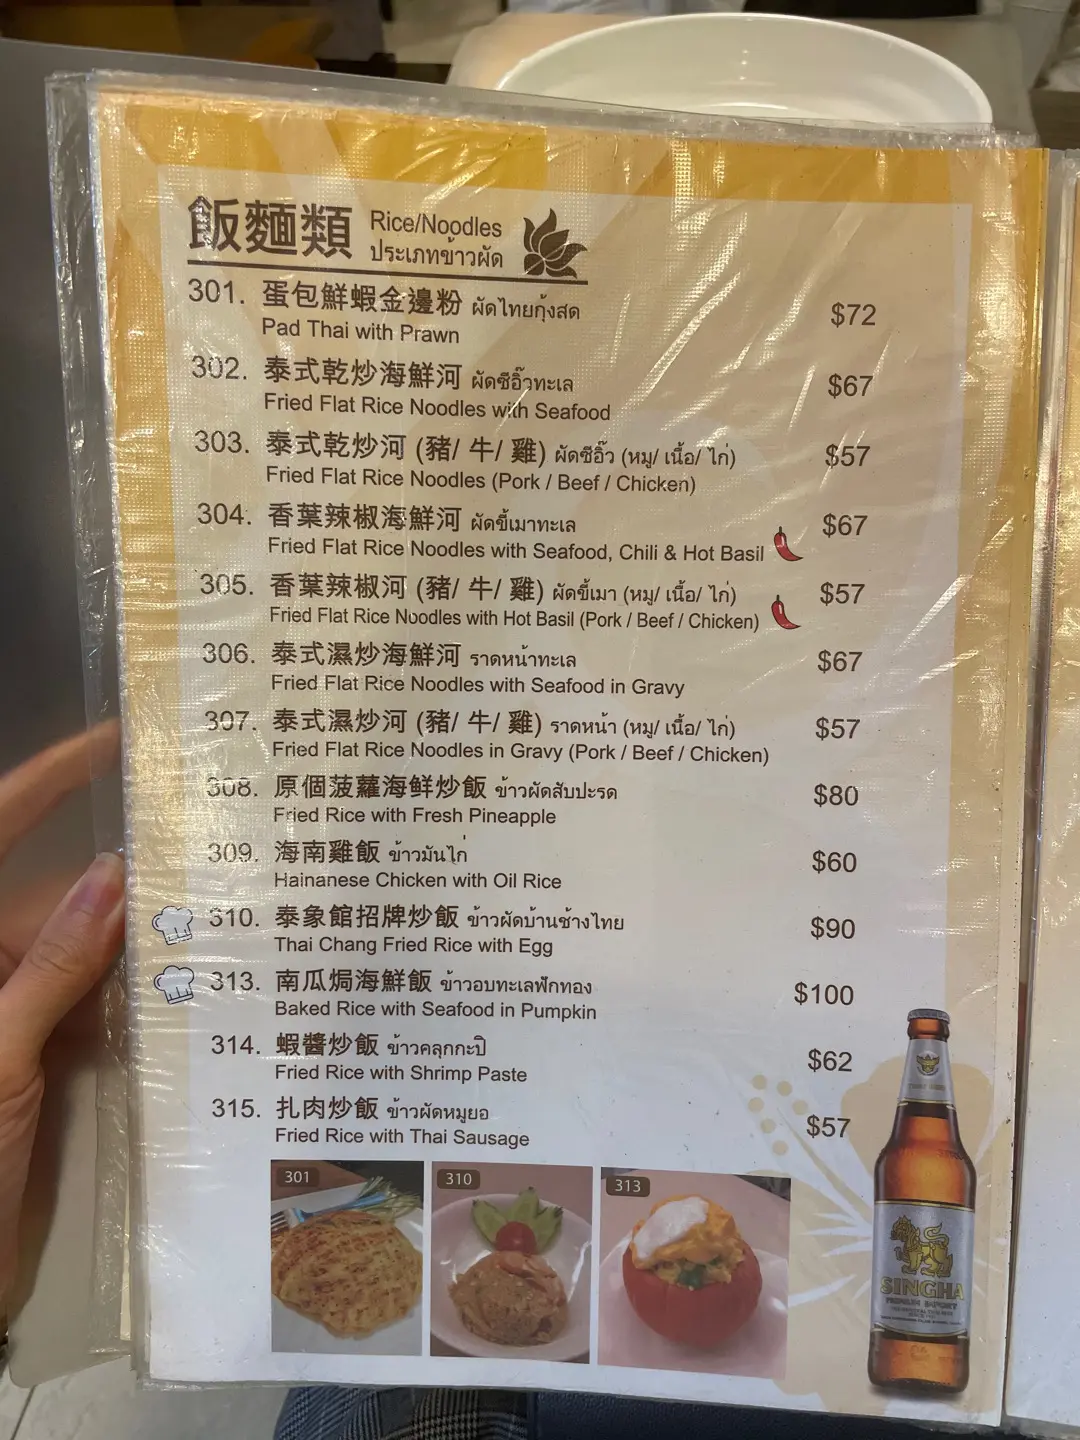 飯麵類 Rice/Noodles
ประเภทข้าวผัด
301. 蛋包鮮蝦金邊粉 ผัดไทยกุ้งสด $72
Pad Thai with Prawn
302. 泰式乾炒海鮮河 ผัดซีอิ๊วทะเล $67
Fried Flat Rice Noodles with Seafood
303. 泰式乾炒河 (豬/ 牛/ 雞) ผัดซีอิ๊ว (หมู/ เนื้อ/ ไก่) $57
Fried Flat Rice Noodles (Pork / Beef / Chicken)
304. 香葉辣椒海鮮河 ผัดขี้เมาทะเล $67
Fried Flat Rice Noodles with Seafood, Chili & Hot Basil
305. 香葉辣椒河 (豬/ 牛/ 雞) ผัดขี้เมา (หมู/ เนื้อ/ ไก่) $57
Fried Flat Rice Noodles with Hot Basil (Pork / Beef / Chicken)
306. 泰式濕炒海鮮河 ราดหน้าทะเล $67
Fried Flat Rice Noodles with Seafood in Gravy
307. 泰式濕炒河 (豬/ 牛/ 雞) ราดหน้า (หมู/ เนื้อ/ ไก่) $57
Fried Flat Rice Noodles in Gravy (Pork / Beef / Chicken)
308. 原個菠蘿海鮮炒飯 ข้าวผัดสับปะรด $80
Fried Rice with Fresh Pineapple
309. 海南雞飯 ข้าวมันไก่ $60
Hainanese Chicken with Oil Rice
310. 泰象館招牌炒飯 ข้าวผัดบ้านช้างไทย $90
Thai Chang Fried Rice with Egg
313. 南瓜焗海鮮飯 ข้าวอบทะเลฟักทอง $100
Baked Rice with Seafood in Pumpkin
314. 蝦醬炒飯 ข้าวคลุกกะปิ $62
Fried Rice with Shrimp Paste
315. 扎肉炒飯 ข้าวผัดหมูยอ $57
Fried Rice with Thai Sausage
301
310
313
SINGHA
PREMIUM IMPORT